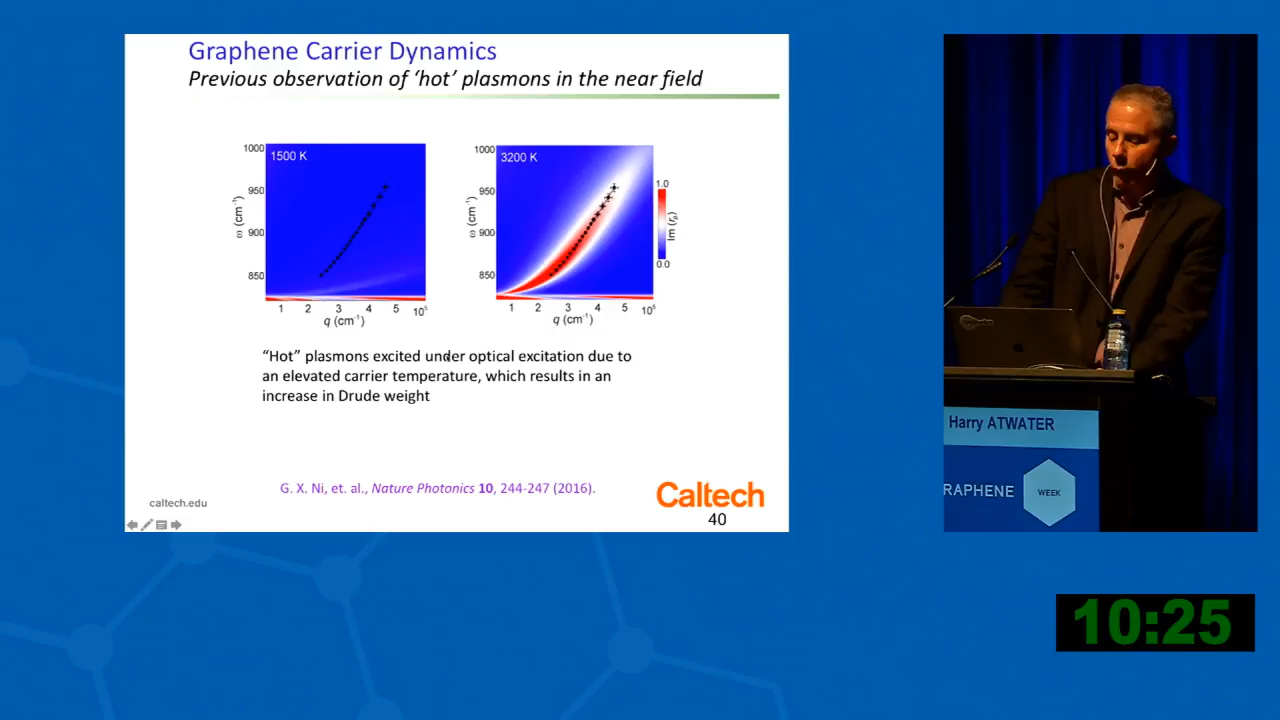 Graphene Carrier Dynamics
Previous observation of 'hot' plasmons in the near field
1500 K
1000
950
900
850
ω (cm⁻¹)
1 2 3 4 5 10⁵
q (cm⁻¹)
3200 K
1000
950
900
850
ω (cm⁻¹)
1 2 3 4 5 10⁵
q (cm⁻¹)
1.0
0.0
Im (rp)
"Hot" plasmons excited under optical excitation due to
an elevated carrier temperature, which results in an
increase in Drude weight
G. X. Ni, et. al., Nature Photonics 10, 244-247 (2016).
caltech.edu
Caltech
40
Harry ATWATER
RAPHENE
WEEK
10:25